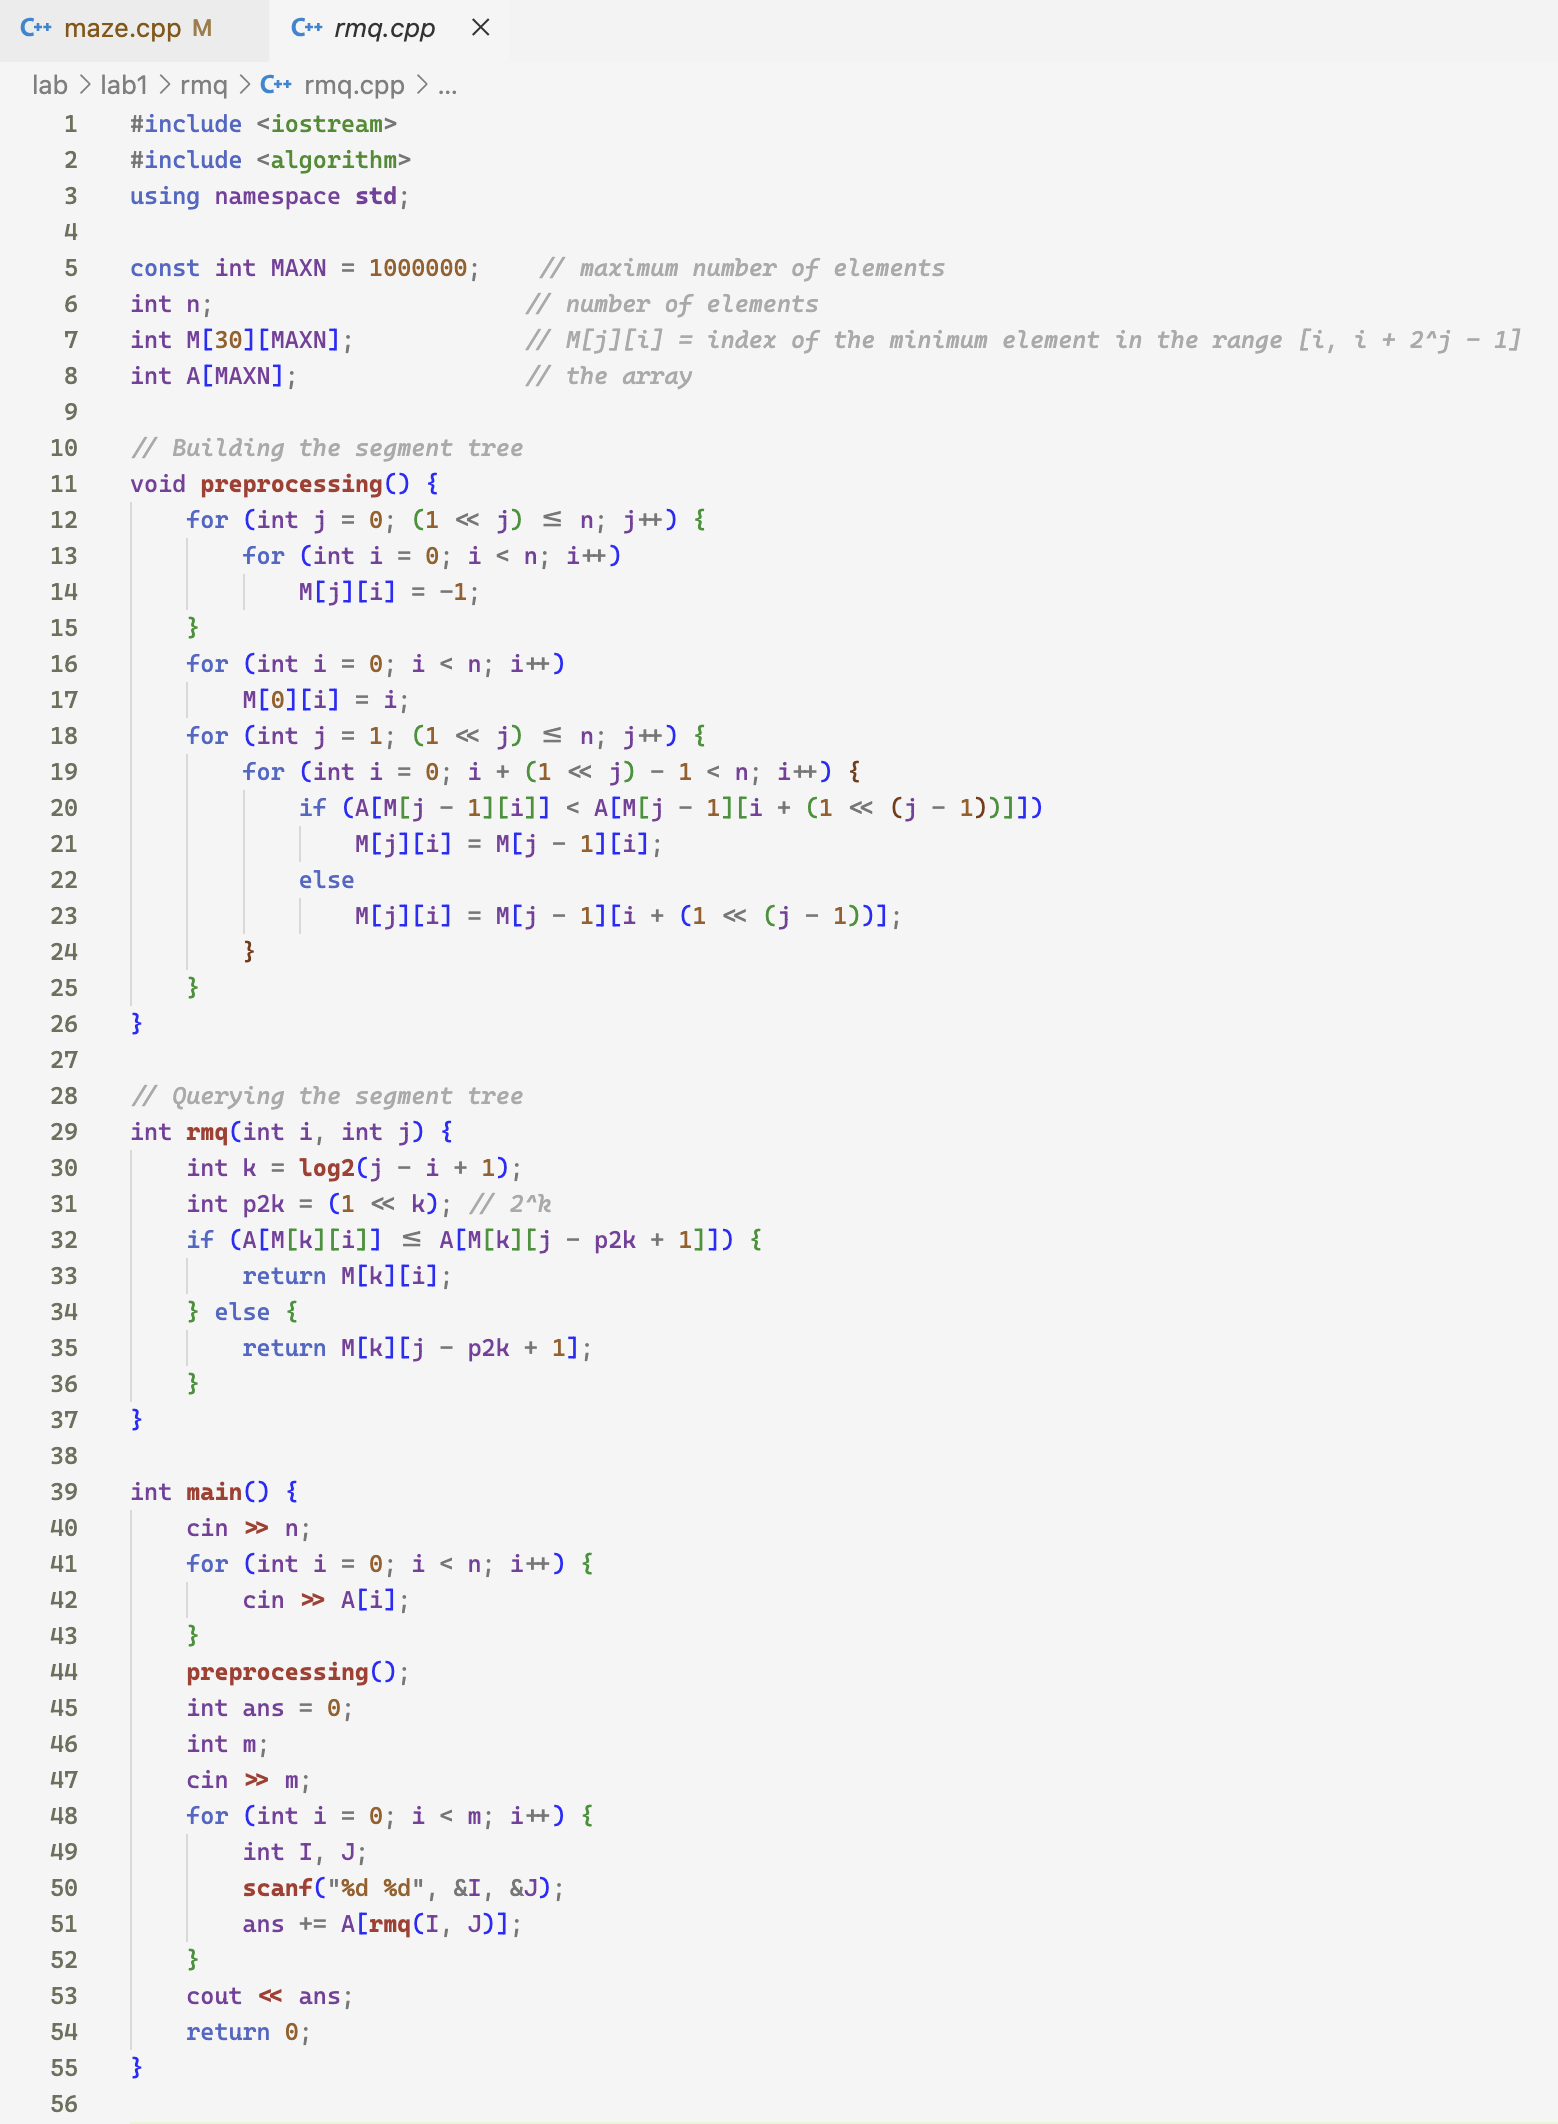 C++ maze.cpp M C++ rmq.cpp ×
lab > lab1 > rmq > C++ rmq.cpp > ...
1 #include <iostream>
2 #include <algorithm>
3 using namespace std;
4
5 const int MAXN = 1000000; // maximum number of elements
6 int n; // number of elements
7 int M[30][MAXN]; // M[j][i] = index of the minimum element in the range [i, i + 2^j - 1]
8 int A[MAXN]; // the array
9
10 // Building the segment tree
11 void preprocessing() {
12 for (int j = 0; (1 << j) <= n; j++) {
13 for (int i = 0; i < n; i++)
14 M[j][i] = -1;
15 }
16 for (int i = 0; i < n; i++)
17 M[0][i] = i;
18 for (int j = 1; (1 << j) <= n; j++) {
19 for (int i = 0; i + (1 << j) - 1 < n; i++) {
20 if (A[M[j - 1][i]] < A[M[j - 1][i + (1 << (j - 1))]])
21 M[j][i] = M[j - 1][i];
22 else
23 M[j][i] = M[j - 1][i + (1 << (j - 1))];
24 }
25 }
26 }
27
28 // Querying the segment tree
29 int rmq(int i, int j) {
30 int k = log2(j - i + 1);
31 int p2k = (1 << k); // 2^k
32 if (A[M[k][i]] <= A[M[k][j - p2k + 1]]) {
33 return M[k][i];
34 } else {
35 return M[k][j - p2k + 1];
36 }
37 }
38
39 int main() {
40 cin >> n;
41 for (int i = 0; i < n; i++) {
42 cin >> A[i];
43 }
44 preprocessing();
45 int ans = 0;
46 int m;
47 cin >> m;
48 for (int i = 0; i < m; i++) {
49 int I, J;
50 scanf("%d %d", &I, &J);
51 ans += A[rmq(I, J)];
52 }
53 cout << ans;
54 return 0;
55 }
56